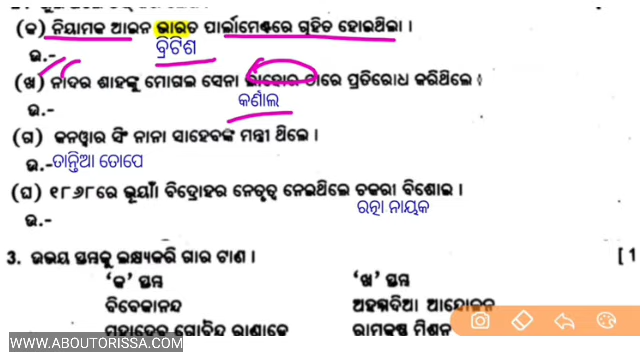 (କ) ନିୟାମକ ଆଇନ ଭାରତ ପାର୍ଲାମେଣ୍ଟରେ ଗୃହିତ ହୋଇଥିଲା ।
ଉ.- ବ୍ରିଟିଶ
(ଖ) ନାଦର ଶାହଙ୍କୁ ମୋଗଲ ସେନା ଲାହୋର ଠାରେ ପ୍ରତିରୋଧ କରିଥିଲେ ।
ଉ.- କର୍ଣାଲ
(ଗ) କନୱାର ସିଂ ନାନା ସାହେବଙ୍କ ମନ୍ତ୍ରୀ ଥିଲେ ।
ଉ.- ତାନ୍ତିଆ ତୋପେ
(ଘ) ୧୮୬୮ରେ ଭୂୟାଁ ବିଦ୍ରୋହର ନେତୃତ୍ୱ ନେଇଥିଲେ ଚକରା ବିଶୋଇ ।
ରତ୍ନା ନାୟକ
ଉ.-
3. ଉଭୟ ସ୍ତମ୍ଭକୁ ଲକ୍ଷ୍ୟକରି ଗାର ଟାଣ । [1
'କ' ସ୍ତମ୍ଭ 'ଖ' ସ୍ତମ୍ଭ
ବିବେକାନନ୍ଦ ଅହମ୍ମଦିଆ ଆନ୍ଦୋଳନ
ମହାଦେବ ଗୋବିନ୍ଦ ରାଣାଡେ ରାମକୃଷ୍ଣ ମିଶନ
WWW.ABOUTORISSA.COM